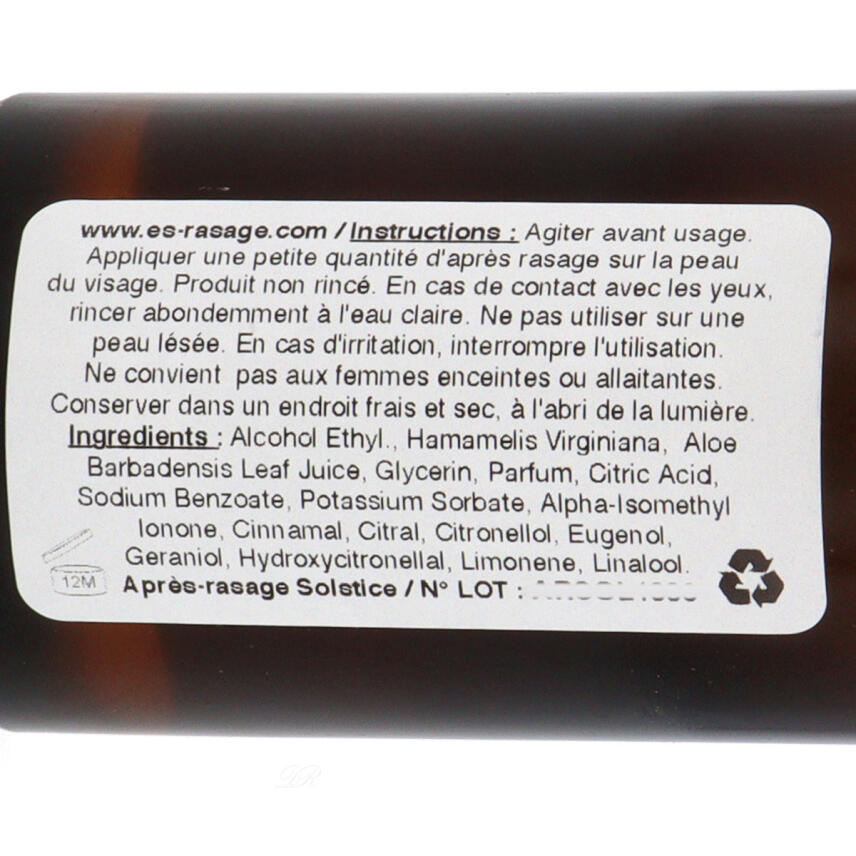 www.es-rasage.com / Instructions : Agiter avant usage.
Appliquer une petite quantité d'après rasage sur la peau
du visage. Produit non rincé. En cas de contact avec les yeux,
rincer abondemment à l'eau claire. Ne pas utiliser sur une
peau lésée. En cas d'irritation, interrompre l'utilisation.
Ne convient pas aux femmes enceintes ou allaitantes.
Conserver dans un endroit frais et sec, à l'abri de la lumière.
Ingredients : Alcohol Ethyl., Hamamelis Virginiana, Aloe
Barbadensis Leaf Juice, Glycerin, Parfum, Citric Acid,
Sodium Benzoate, Potassium Sorbate, Alpha-Isomethyl
Ionone, Cinnamal, Citral, Citronellol, Eugenol,
Geraniol, Hydroxycitronellal, Limonene, Linalool.
12M
Après-rasage Solstice / N° LOT :